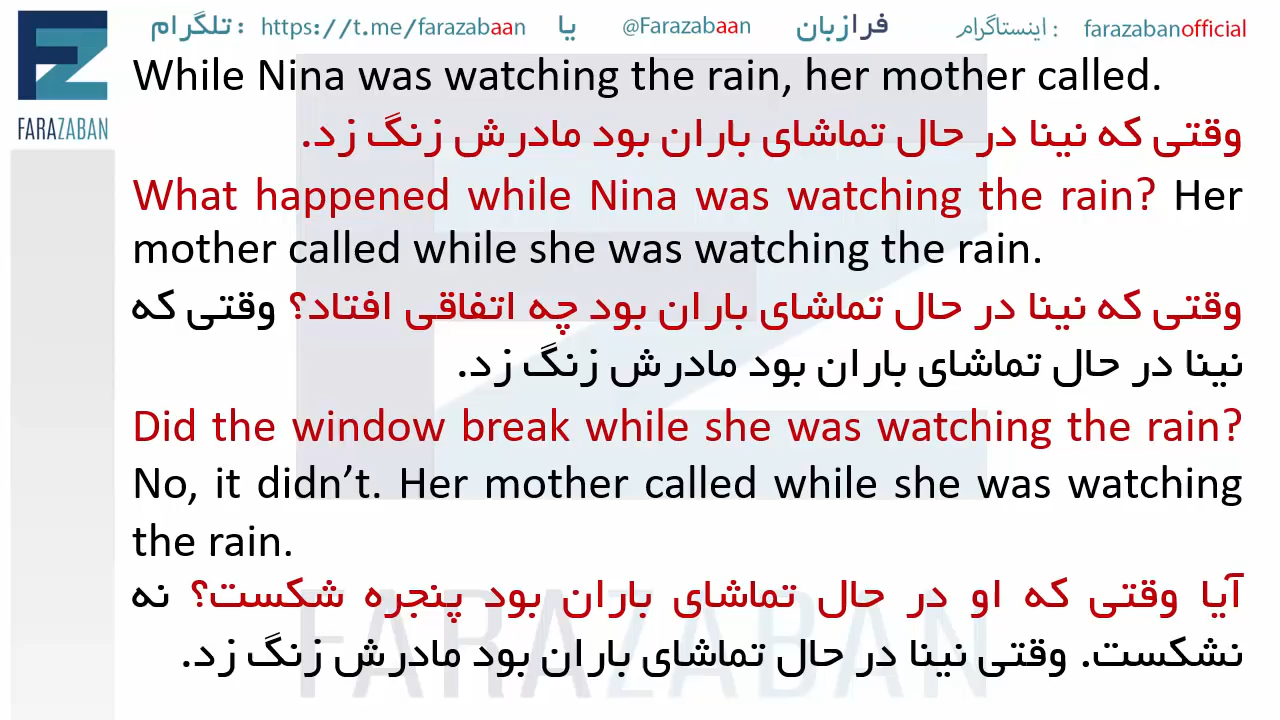 تلگرام : https://t.me/farazabaan یا @Farazabaan فرازبان اینستاگرام : farazabanofficial
FARAZABAN
While Nina was watching the rain, her mother called.
وقتی که نینا در حال تماشای باران بود مادرش زنگ زد.
What happened while Nina was watching the rain? Her
mother called while she was watching the rain.
وقتی که نینا در حال تماشای باران بود چه اتفاقی افتاد؟ وقتی که
نینا در حال تماشای باران بود مادرش زنگ زد.
Did the window break while she was watching the rain?
No, it didn’t. Her mother called while she was watching
the rain.
آیا وقتی که او در حال تماشای باران بود پنجره شکست؟ نه
نشکست. وقتی نینا در حال تماشای باران بود مادرش زنگ زد.
FARAZABAN